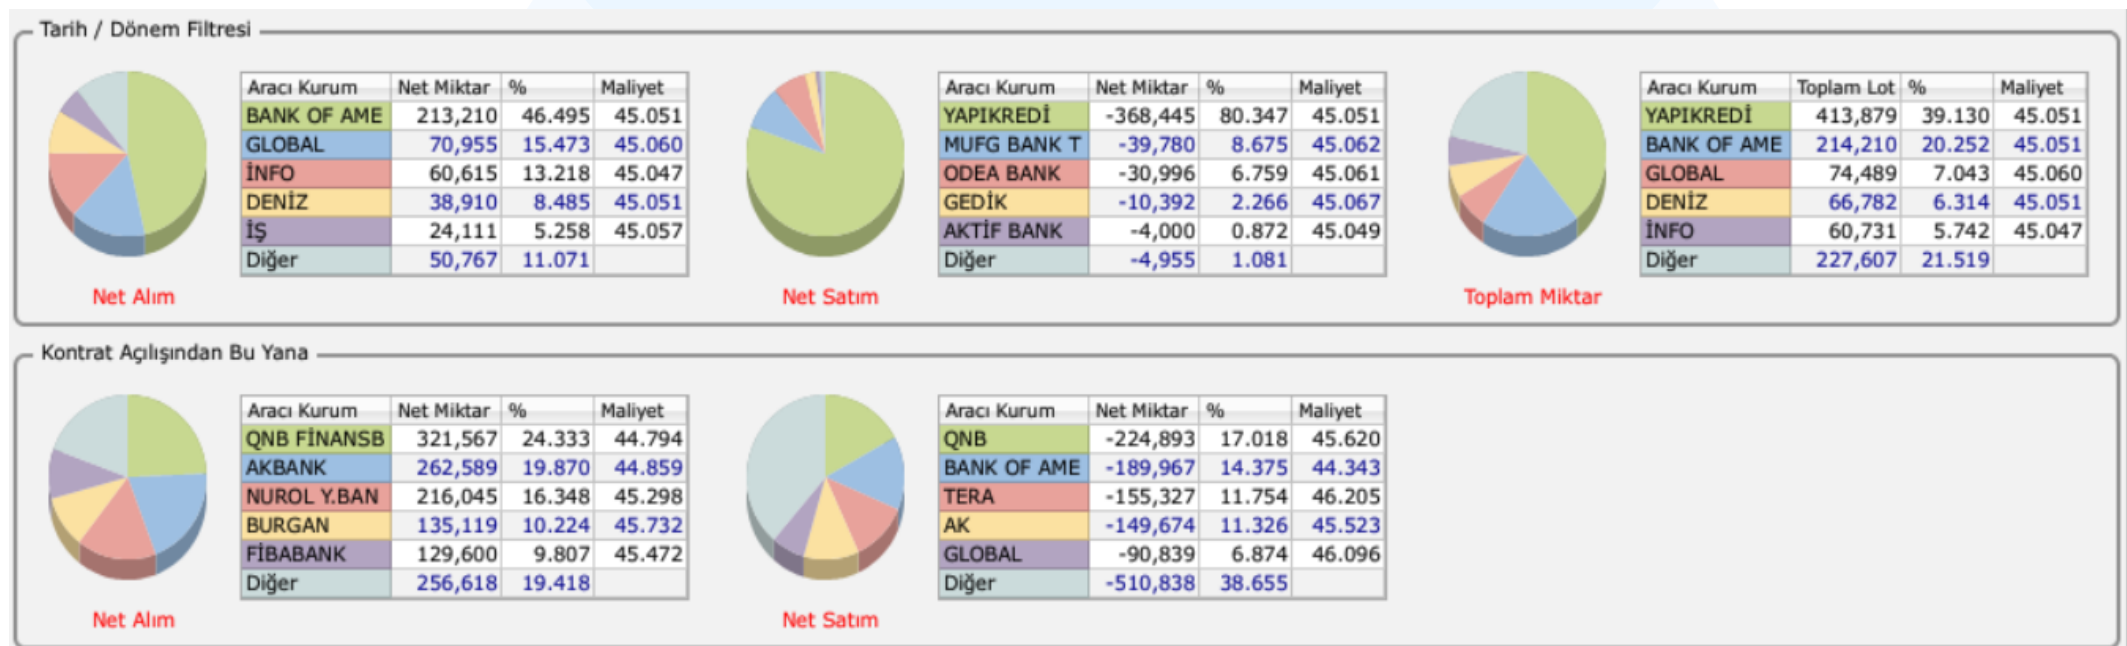 Tarih / Dönem Filtresi
Aracı Kurum Net Miktar % Maliyet
BANK OF AME 213,210 46.495 45.051
GLOBAL 70,955 15.473 45.060
İNFO 60,615 13.218 45.047
DENİZ 38,910 8.485 45.051
İŞ 24,111 5.258 45.057
Diğer 50,767 11.071
Net Alım
Aracı Kurum Net Miktar % Maliyet
YAPIKREDİ -368,445 80.347 45.051
MUFG BANK T -39,780 8.675 45.062
ODEA BANK -30,996 6.759 45.061
GEDİK -10,392 2.266 45.067
AKTİF BANK -4,000 0.872 45.049
Diğer -4,955 1.081
Net Satım
Aracı Kurum Toplam Lot % Maliyet
YAPIKREDİ 413,879 39.130 45.051
BANK OF AME 214,210 20.252 45.051
GLOBAL 74,489 7.043 45.060
DENİZ 66,782 6.314 45.051
İNFO 60,731 5.742 45.047
Diğer 227,607 21.519
Toplam Miktar
Kontrat Açılışından Bu Yana
Aracı Kurum Net Miktar % Maliyet
QNB FİNANSB 321,567 24.333 44.794
AKBANK 262,589 19.870 44.859
NUROL Y.BAN 216,045 16.348 45.298
BURGAN 135,119 10.224 45.732
FİBABANK 129,600 9.807 45.472
Diğer 256,618 19.418
Net Alım
Aracı Kurum Net Miktar % Maliyet
QNB -224,893 17.018 45.620
BANK OF AME -189,967 14.375 44.343
TERA -155,327 11.754 46.205
AK -149,674 11.326 45.523
GLOBAL -90,839 6.874 46.096
Diğer -510,838 38.655
Net Satım